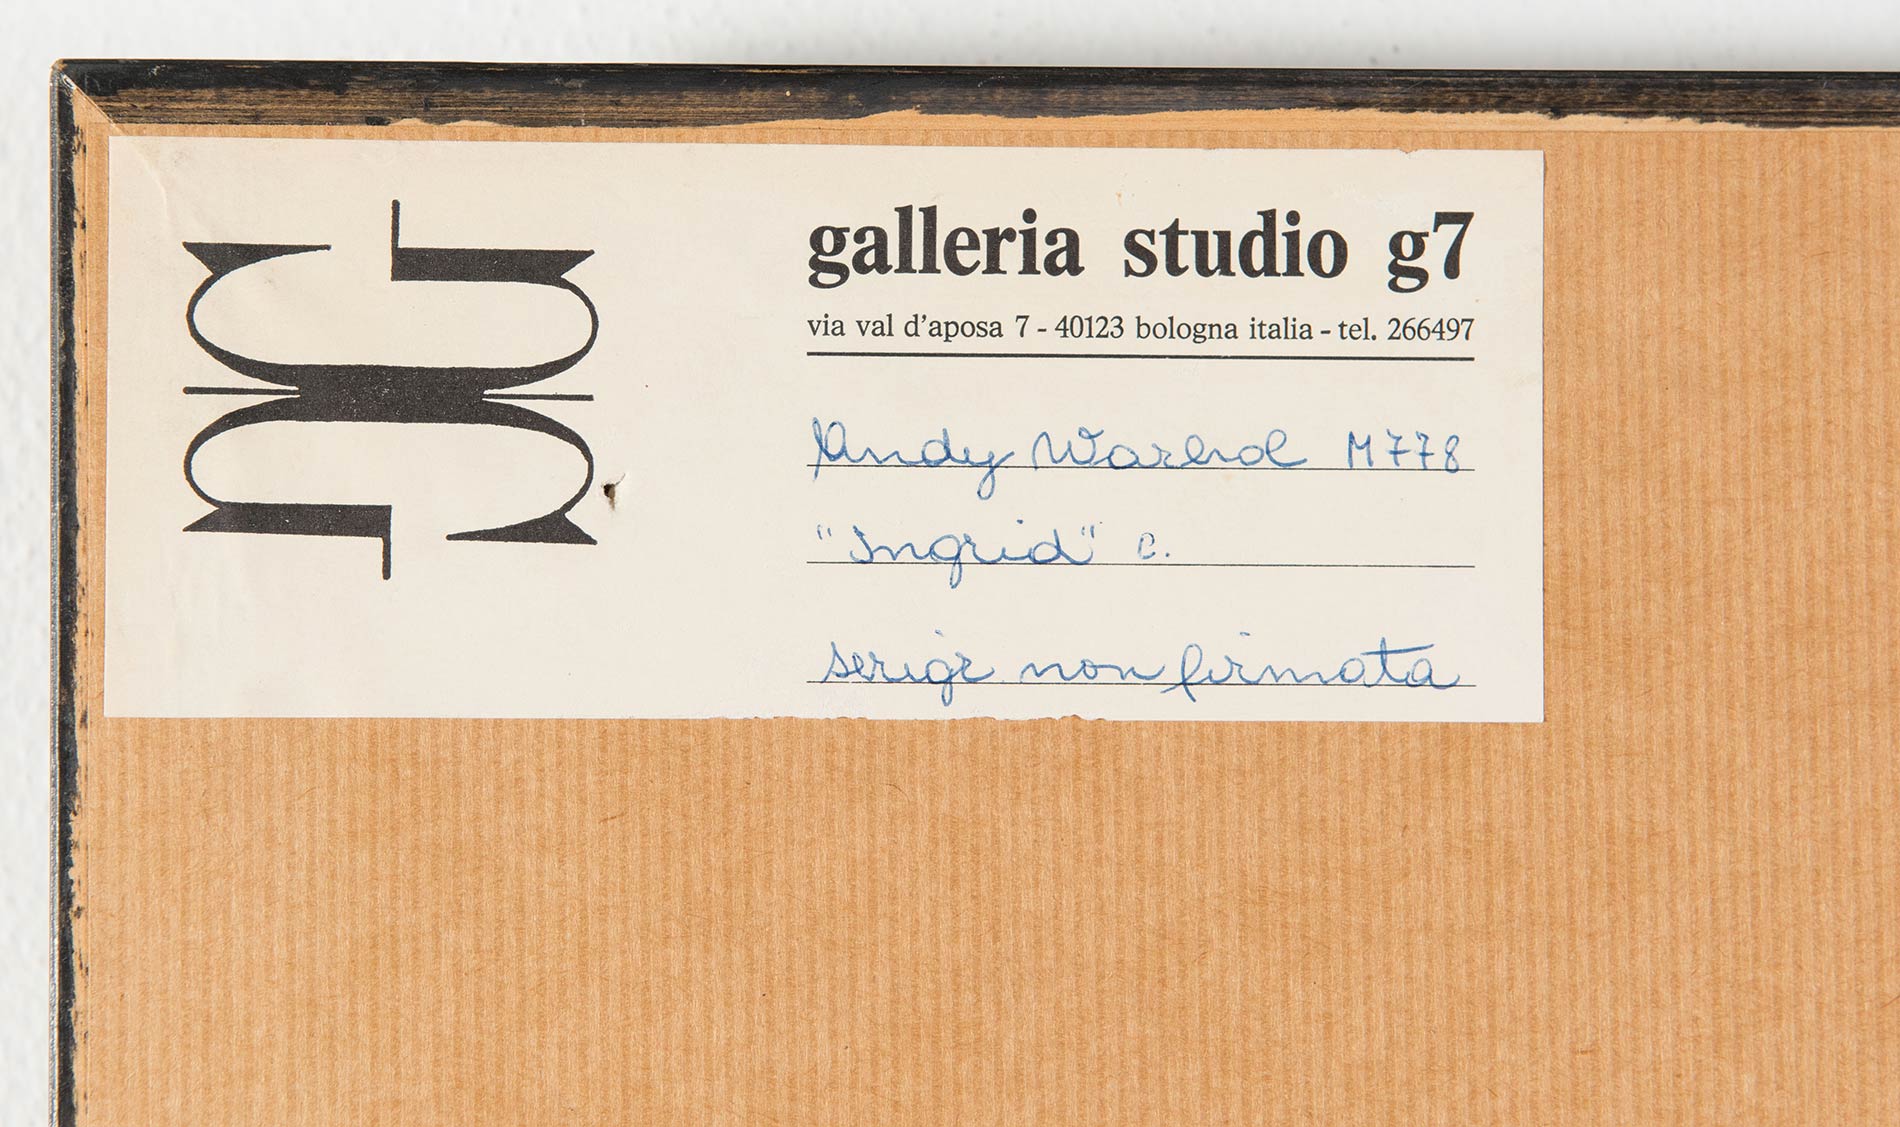 galleria studio g7
via val d'aposa 7 - 40123 bologna italia - tel. 266497
Andy Warhol M778
"Ingrid" c.
serigr. non firmata